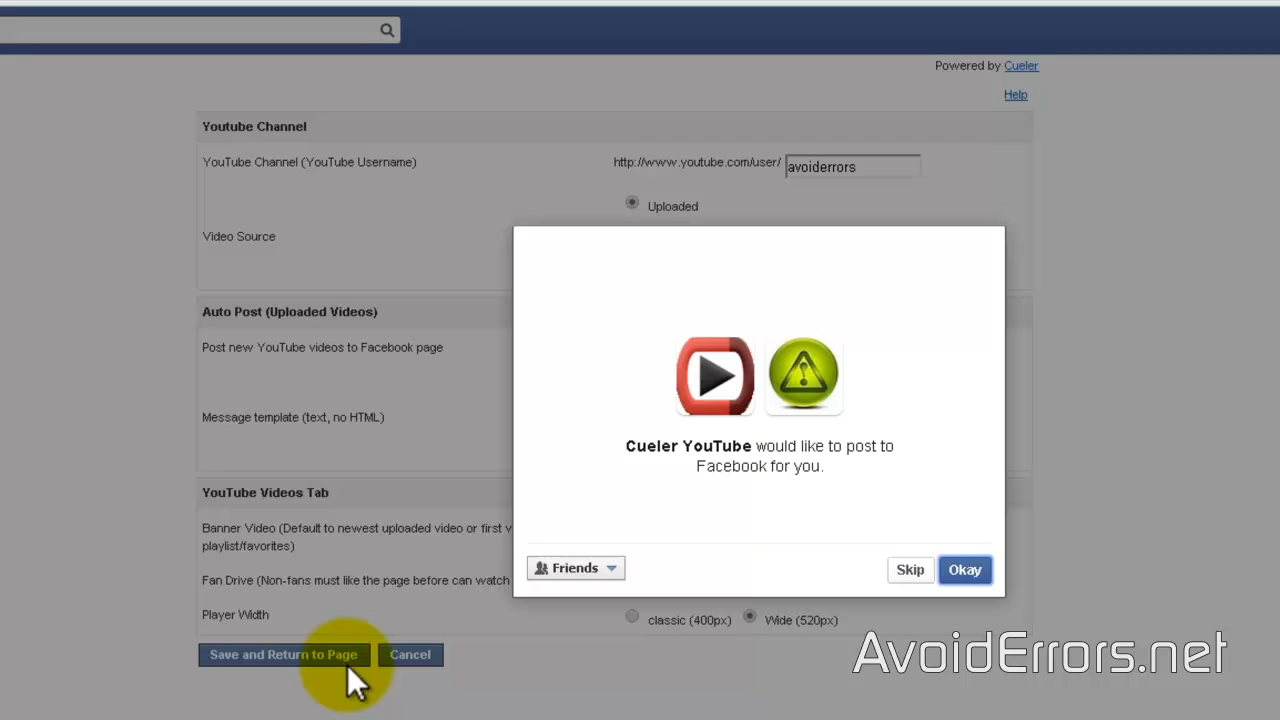 Powered by Cueler
Help
Youtube Channel
YouTube Channel (YouTube Username)
http://www.youtube.com/user/ avoiderrors
Uploaded
Video Source
Auto Post (Uploaded Videos)
Post new YouTube videos to Facebook page
Message template (text, no HTML)
Cueler YouTube would like to post to
Facebook for you.
Friends
Skip
Okay
YouTube Videos Tab
Banner Video (Default to newest uploaded video or first v
playlist/favorites)
Fan Drive (Non-fans must like the page before can watch
Player Width
classic (400px)
Wide (520px)
Save and Return to Page
Cancel
AvoidErrors.net